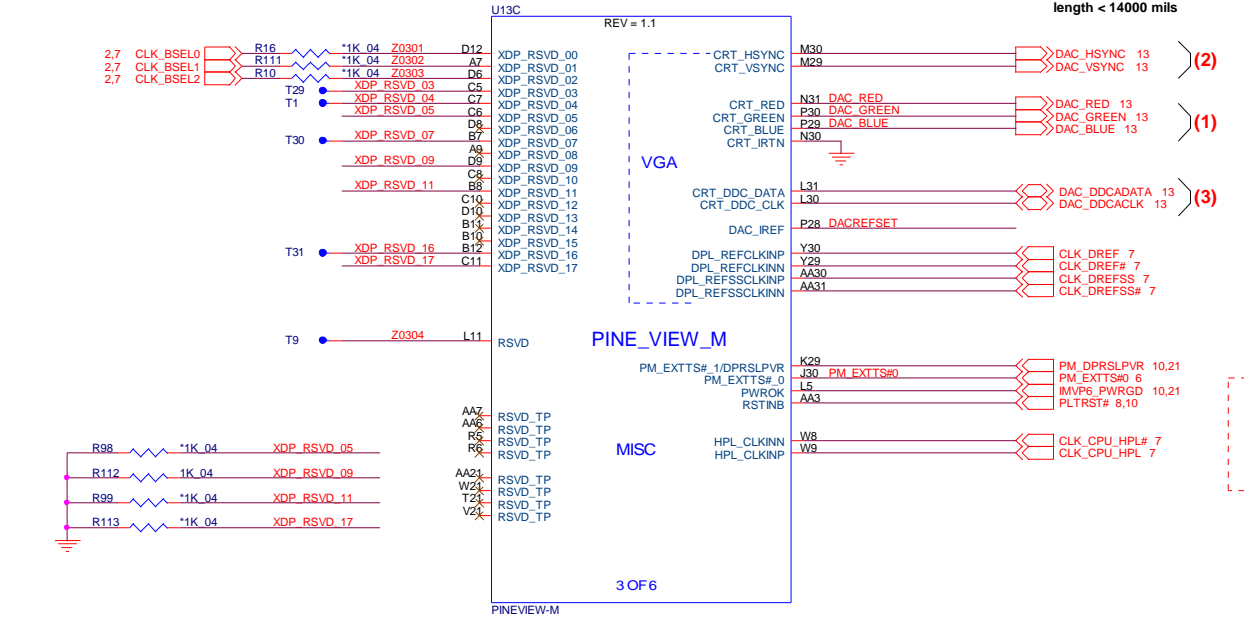 length < 14000 mils
U13C
REV = 1.1
2,7 CLK_BSEL0 R16 *1K_04 Z0301 D12 XDP_RSVD_00
2,7 CLK_BSEL1 R111 *1K_04 Z0302 A7 XDP_RSVD_01
2,7 CLK_BSEL2 R10 *1K_04 Z0303 D6 XDP_RSVD_02
T29 XDP_RSVD_03 C5 XDP_RSVD_03
T1 XDP_RSVD_04 C7 XDP_RSVD_04
XDP_RSVD_05 C6 XDP_RSVD_05
D8 XDP_RSVD_06
T30 XDP_RSVD_07 B7 XDP_RSVD_07
A9 XDP_RSVD_08
XDP_RSVD_09 D9 XDP_RSVD_09
C8 XDP_RSVD_10
XDP_RSVD_11 B8 XDP_RSVD_11
C10 XDP_RSVD_12
D10 XDP_RSVD_13
B11 XDP_RSVD_14
B10 XDP_RSVD_15
T31 XDP_RSVD_16 B12 XDP_RSVD_16
XDP_RSVD_17 C11 XDP_RSVD_17
T9 Z0304 L11 RSVD
AA7 RSVD_TP
AA6 RSVD_TP
R5 RSVD_TP
R6 RSVD_TP
AA21 RSVD_TP
W21 RSVD_TP
T21 RSVD_TP
V21 RSVD_TP
R98 *1K_04 XDP_RSVD_05
R112 1K_04 XDP_RSVD_09
R99 *1K_04 XDP_RSVD_11
R113 *1K_04 XDP_RSVD_17
VGA
PINE_VIEW_M
MISC
3 OF 6
PINEVIEW-M
CRT_HSYNC M30 DAC_HSYNC 13
CRT_VSYNC M29 DAC_VSYNC 13
(2)
CRT_RED N31 DAC_RED DAC_RED 13
CRT_GREEN P30 DAC_GREEN DAC_GREEN 13
CRT_BLUE P29 DAC_BLUE DAC_BLUE 13
(1)
CRT_IRTN N30
CRT_DDC_DATA L31 DAC_DDCADATA 13
CRT_DDC_CLK L30 DAC_DDCACLK 13
(3)
DAC_IREF P28 DACREFSET
DPL_REFCLKINP Y30 CLK_DREF 7
DPL_REFCLKINN Y29 CLK_DREF# 7
DPL_REFSSCLKINP AA30 CLK_DREFSS 7
DPL_REFSSCLKINN AA31 CLK_DREFSS# 7
PM_EXTTS#_1/DPRSLPVR K29 PM_DPRSLPVR 10,21
PM_EXTTS#_0 J30 PM_EXTTS#0 PM_EXTTS#0 6
PWROK L5 IMVP6_PWRGD 10,21
RSTINB AA3 PLTRST# 8,10
HPL_CLKINN W8 CLK_CPU_HPL# 7
HPL_CLKINP W9 CLK_CPU_HPL 7